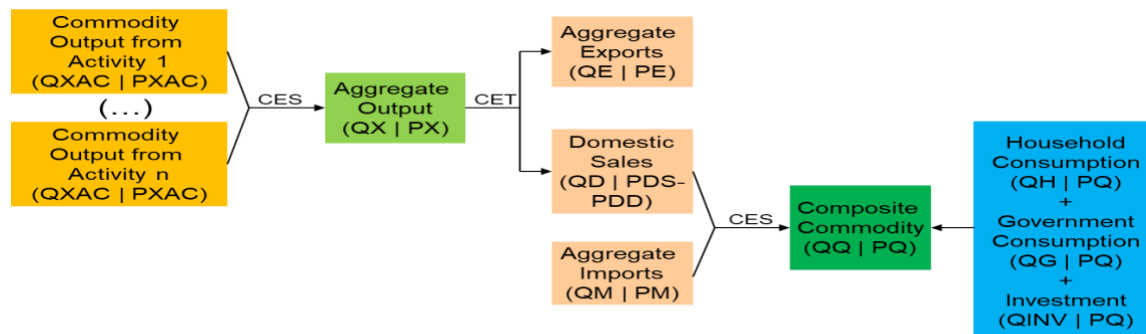 Commodity
Output from
Activity 1
(QXAC | PXAC)
(...)
Commodity
Output from
Activity n
(QXAC | PXAC)
CES
Aggregate
Output
(QX | PX)
CET
Aggregate
Exports
(QE | PE)
Domestic
Sales
(QD | PDS-
PDD)
Aggregate
Imports
(QM | PM)
CES
Composite
Commodity
(QQ | PQ)
Household
Consumption
(QH | PQ)
+
Government
Consumption
(QG | PQ)
+
Investment
(QINV | PQ)